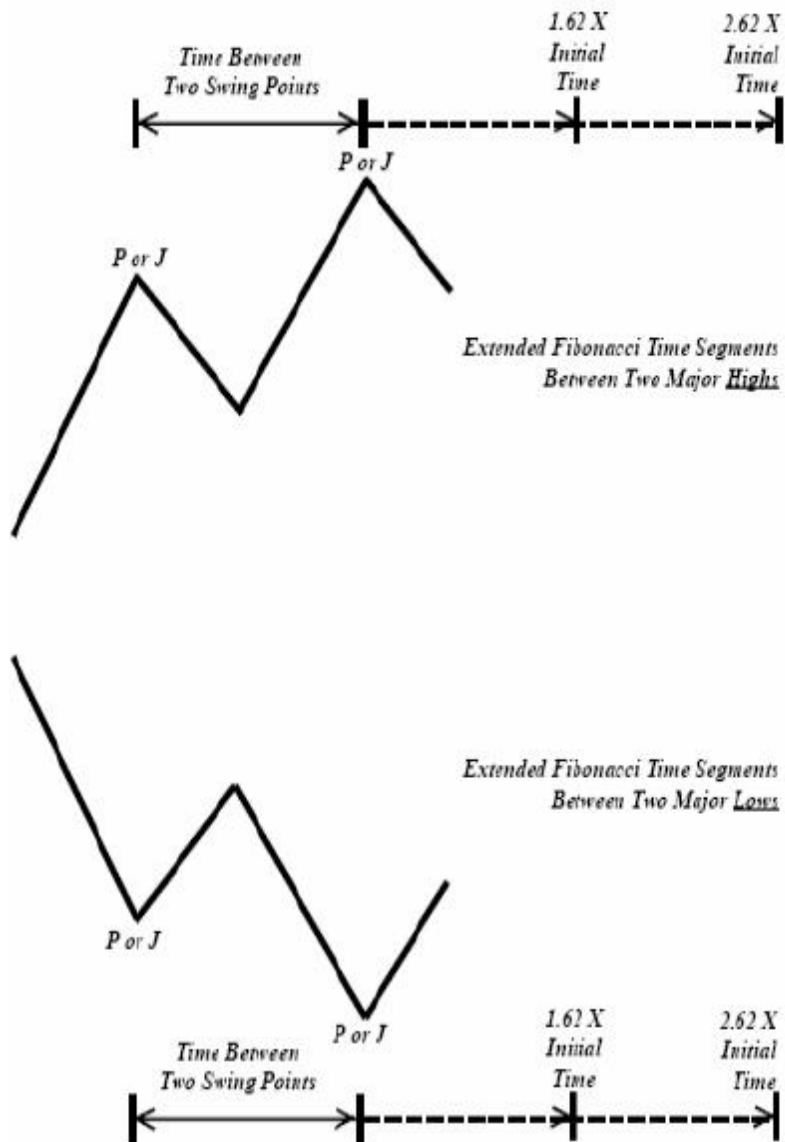 1.62 X
Initial
Time
2.62 X
Initial
Time
Time Between
Two Swing Points
P or J
P or J
Extended Fibonacci Time Segments
Between Two Major Highs
Extended Fibonacci Time Segments
Between Two Major Lows
P or J
P or J
1.62 X
Initial
Time
2.62 X
Initial
Time
Time Between
Two Swing Points